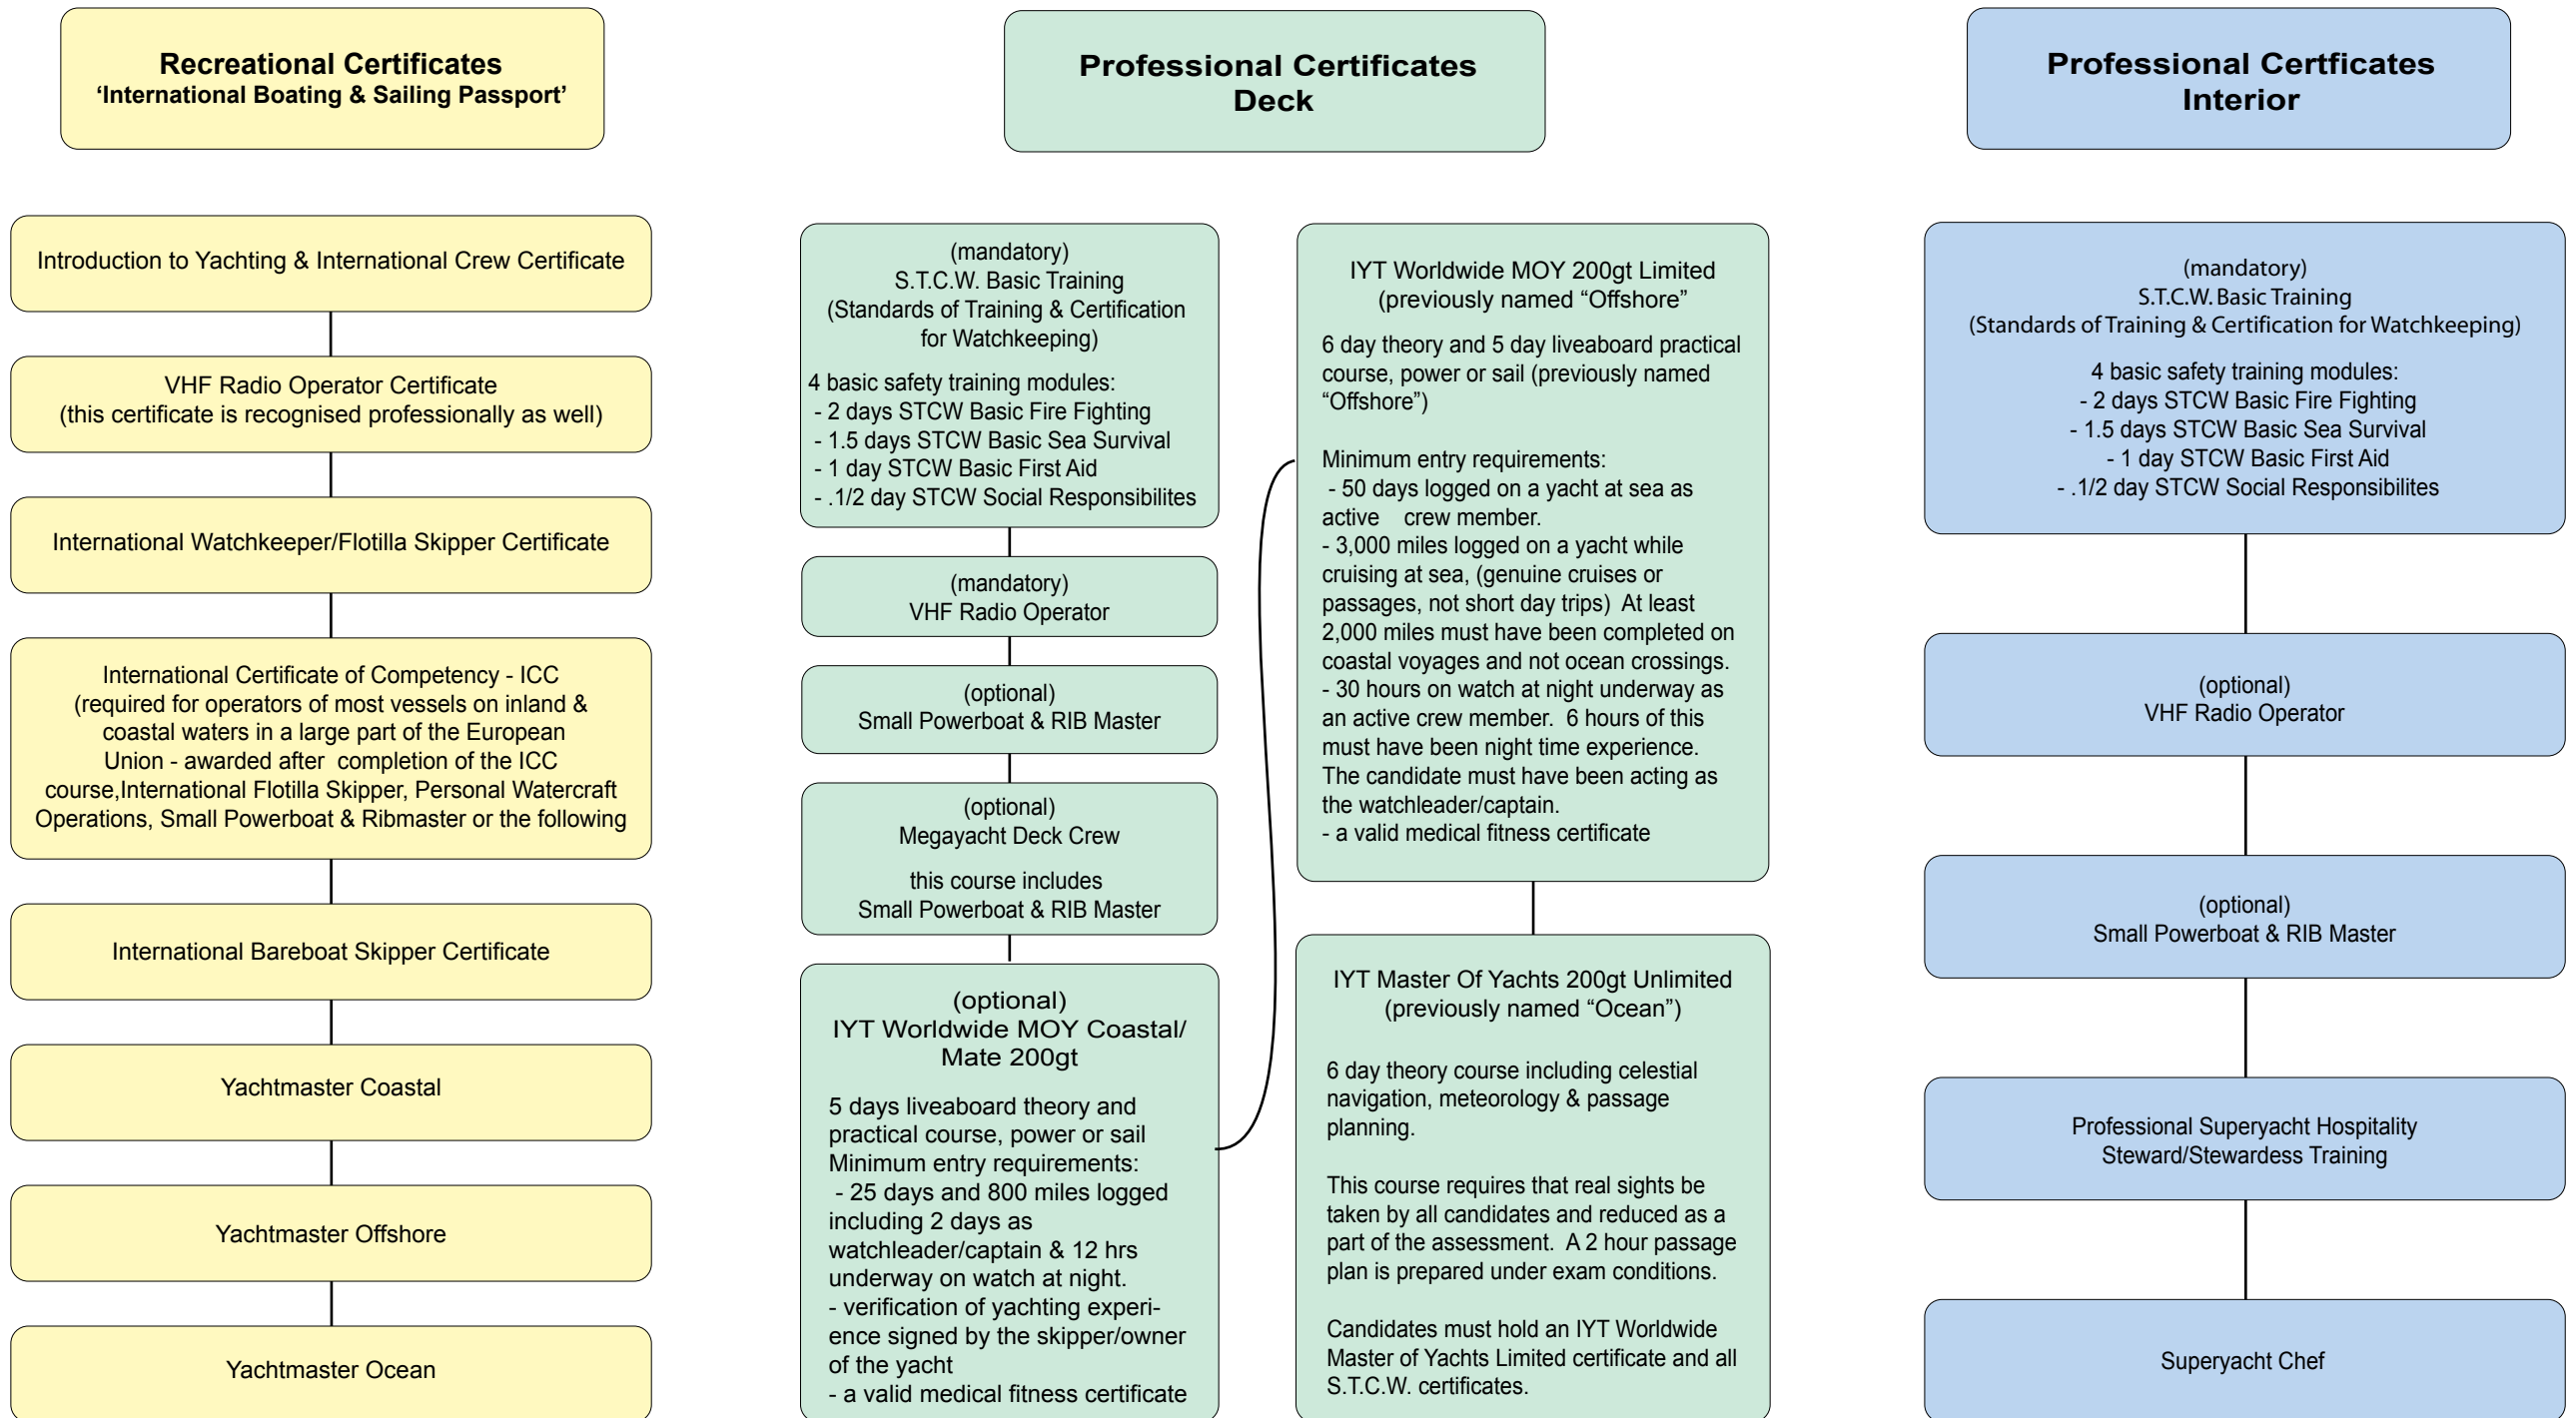 Recreational Certificates
‘International Boating & Sailing Passport’
Introduction to Yachting & International Crew Certificate
VHF Radio Operator Certificate
(this certificate is recognised professionally as well)
International Watchkeeper/Flotilla Skipper Certificate
International Certificate of Competency - ICC
(required for operators of most vessels on inland &
coastal waters in a large part of the European
Union - awarded after completion of the ICC
course,International Flotilla Skipper, Personal Watercraft
Operations, Small Powerboat & Ribmaster or the following
International Bareboat Skipper Certificate
Yachtmaster Coastal
Yachtmaster Offshore
Yachtmaster Ocean
Professional Certificates
Deck
(mandatory)
S.T.C.W. Basic Training
(Standards of Training & Certification
for Watchkeeping)
4 basic safety training modules:
- 2 days STCW Basic Fire Fighting
- 1.5 days STCW Basic Sea Survival
- 1 day STCW Basic First Aid
- .1/2 day STCW Social Responsibilites
(mandatory)
VHF Radio Operator
(optional)
Small Powerboat & RIB Master
(optional)
Megayacht Deck Crew
this course includes
Small Powerboat & RIB Master
(optional)
IYT Worldwide MOY Coastal/
Mate 200gt
5 days liveaboard theory and
practical course, power or sail
Minimum entry requirements:
- 25 days and 800 miles logged
including 2 days as
watchleader/captain & 12 hrs
underway on watch at night.
- verification of yachting experi-
ence signed by the skipper/owner
of the yacht
- a valid medical fitness certificate
IYT Worldwide MOY 200gt Limited
(previously named “Offshore”
6 day theory and 5 day liveaboard practical
course, power or sail (previously named
“Offshore”)
Minimum entry requirements:
- 50 days logged on a yacht at sea as
active crew member.
- 3,000 miles logged on a yacht while
cruising at sea, (genuine cruises or
passages, not short day trips) At least
2,000 miles must have been completed on
coastal voyages and not ocean crossings.
- 30 hours on watch at night underway as
an active crew member. 6 hours of this
must have been night time experience.
The candidate must have been acting as
the watchleader/captain.
- a valid medical fitness certificate
IYT Master Of Yachts 200gt Unlimited
(previously named “Ocean”)
6 day theory course including celestial
navigation, meteorology & passage
planning.
This course requires that real sights be
taken by all candidates and reduced as a
part of the assessment. A 2 hour passage
plan is prepared under exam conditions.
Candidates must hold an IYT Worldwide
Master of Yachts Limited certificate and all
S.T.C.W. certificates.
Professional Certficates
Interior
(mandatory)
S.T.C.W. Basic Training
(Standards of Training & Certification for Watchkeeping)
4 basic safety training modules:
- 2 days STCW Basic Fire Fighting
- 1.5 days STCW Basic Sea Survival
- 1 day STCW Basic First Aid
- .1/2 day STCW Social Responsibilites
(optional)
VHF Radio Operator
(optional)
Small Powerboat & RIB Master
Professional Superyacht Hospitality
Steward/Stewardess Training
Superyacht Chef